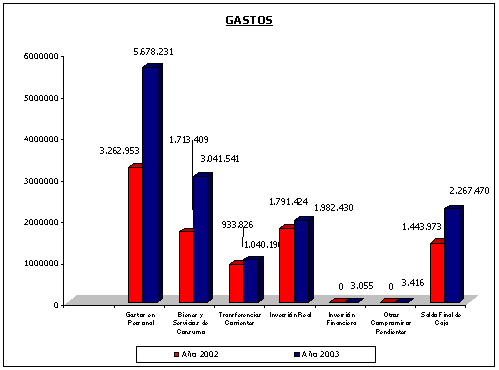 GASTOS
5.678.231
6000000
5000000
4000000
3000000
2000000
1000000
0
3.262.953
1.713.409
3.041.541
933.826
1.040.190
1.791.424
1.982.430
0
3.055
0
3.416
1.443.973
2.267.470
Gastos en
Personal
Bienes y
Servicios de
Consumo
Transferencias
Corrientes
Inversión Real
Inversión
Financiera
Otros
Compromisos
Pendientes
Saldo Final de
Caja
Año 2002
Año 2003